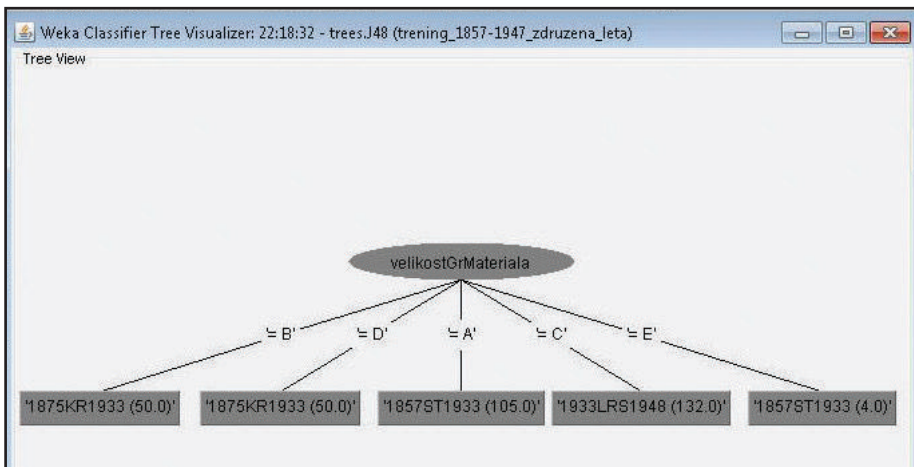 Weka Classifier Tree Visualizer: 22:18:32 - trees.J48 (trening_1857-1947_zdruzena_leta)
Tree View
velikostGrMateriala
'= B' '= D' '= A' '= C' '= E'
'1875KR1933 (50.0)' '1875KR1933 (50.0)' '1857ST1933 (105.0)' '1933LRS1948 (132.0)' '1857ST1933 (4.0)'